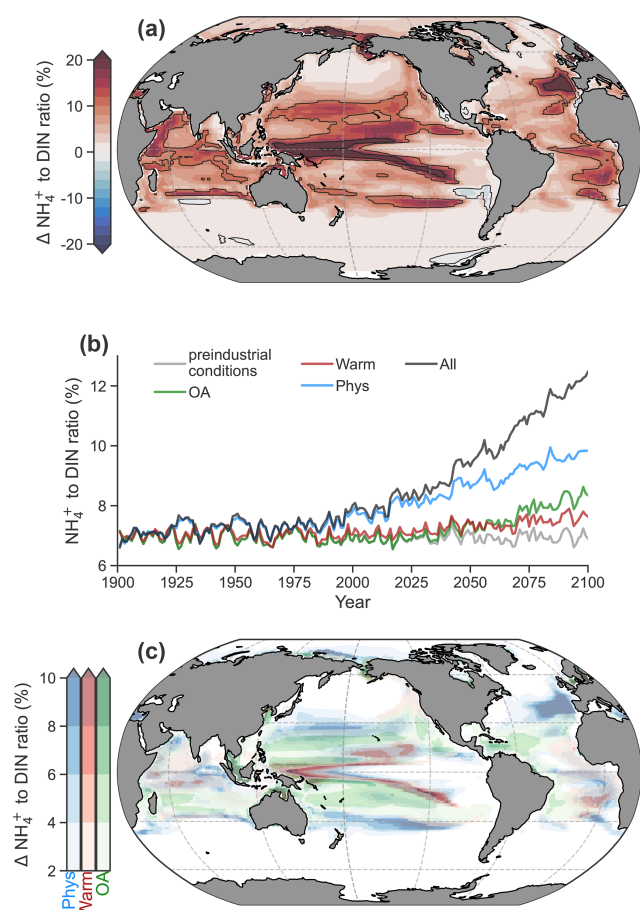 (a)
Δ NH₄⁺ to DIN ratio (%)
20
10
0
-10
-20
(b)
NH₄⁺ to DIN ratio (%)
12
10
8
6
preindustrial
conditions
OA
Warm
Phys
All
1900 1925 1950 1975 2000 2025 2050 2075 2100
Year
(c)
Δ NH₄⁺ to DIN ratio (%)
10
8
6
4
2
Phys
Warm
OA